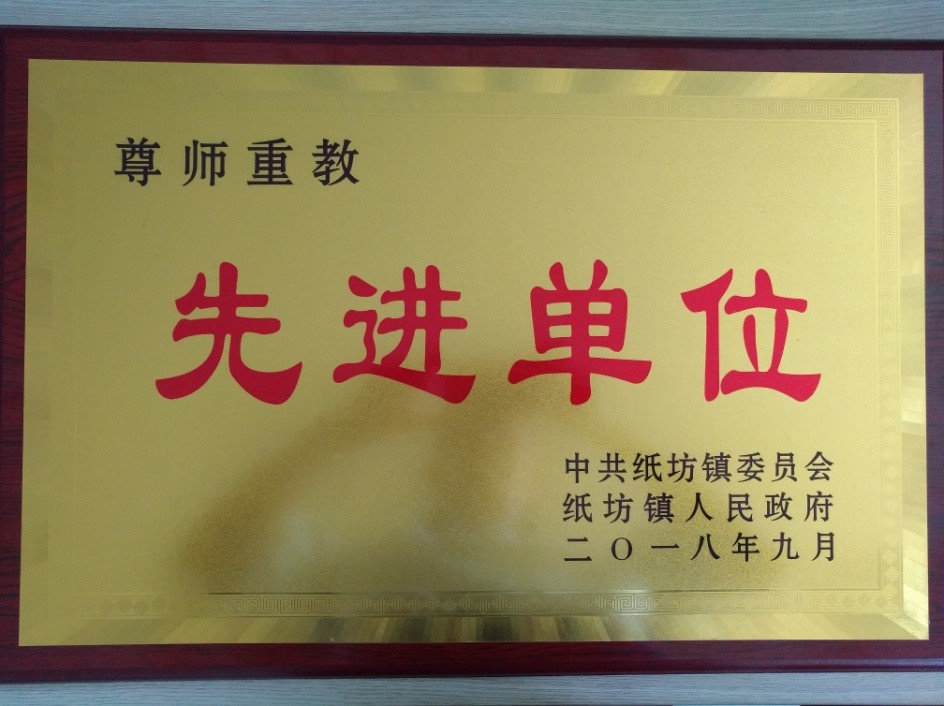 尊师重教
先进单位
中共纸坊镇委员会
纸坊镇人民政府
二〇一八年九月